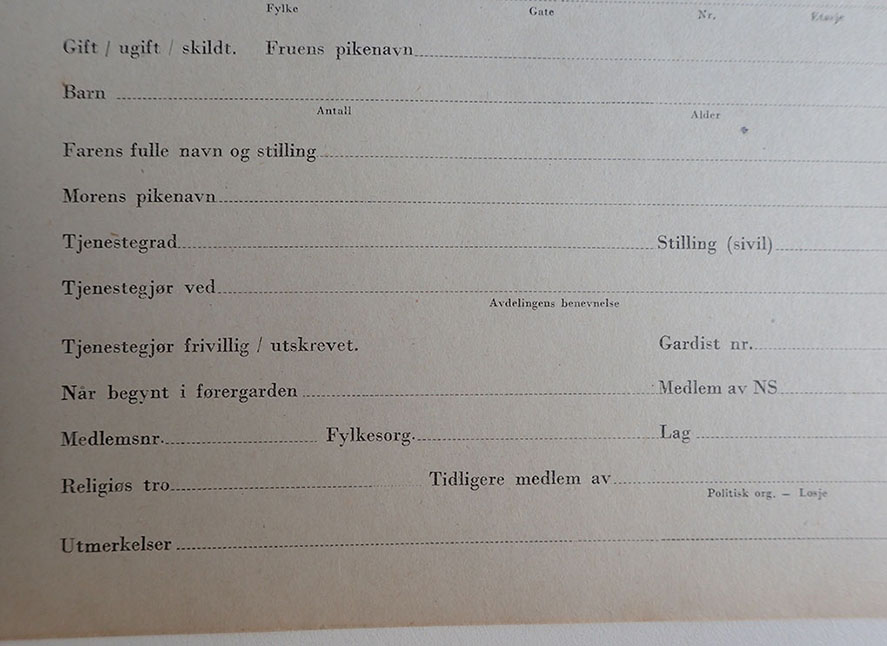 Fylke Gate Nr. Etasje
Gift / ugift / skildt. Fruens pikenavn
Barn
Antall Alder
Farens fulle navn og stilling
Morens pikenavn
Tjenestegrad Stilling (sivil)
Tjenestegjør ved
Avdelingens benevnelse
Tjenestegjør frivillig / utskrevet. Gardist nr.
Når begynt i førergarden Medlem av NS
Medlemsnr. Fylkesorg. Lag
Religiøs tro Tidligere medlem av
Politisk org. – Losje
Utmerkelser